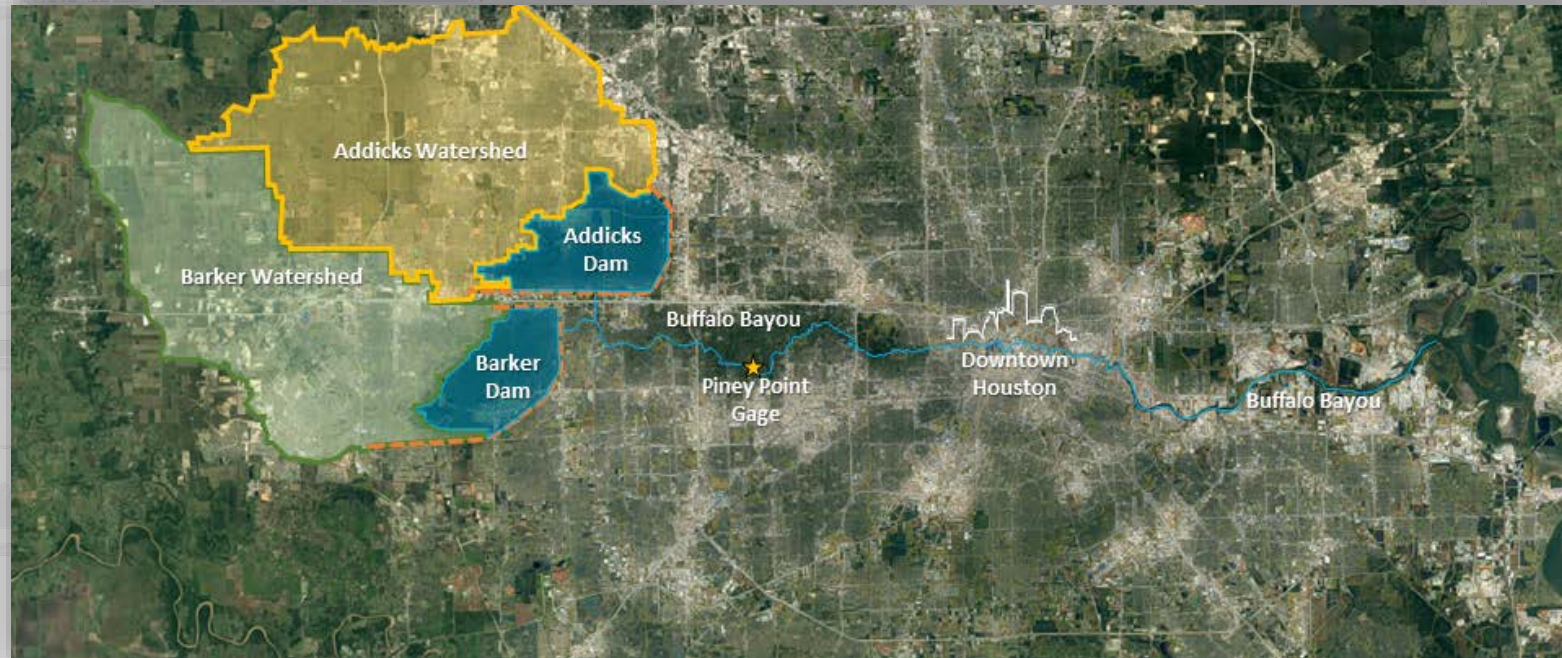 Addicks Watershed
Addicks
Dam
Barker Watershed
Buffalo Bayou
Barker
Dam
Downtown
Houston
Piney Point
Gage
Buffalo Bayou